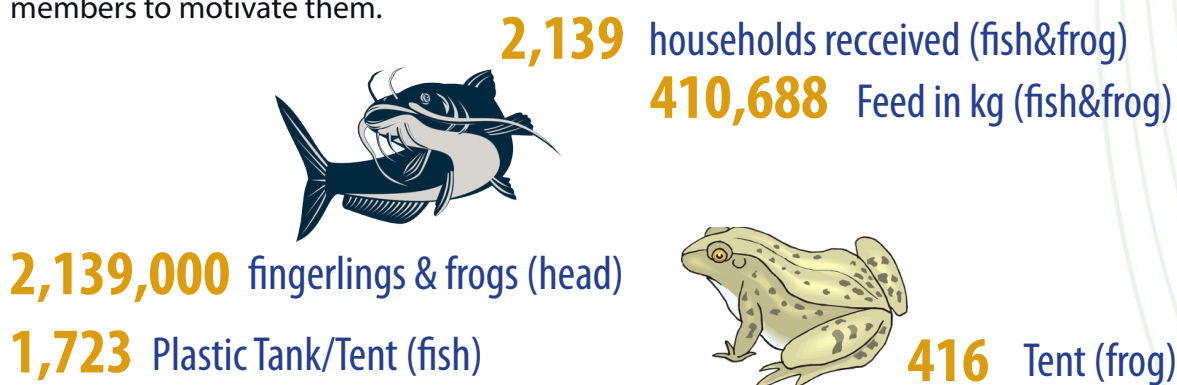 members to motivate them.
2,139 households recceived (fish&frog)
410,688 Feed in kg (fish&frog)
2,139,000 fingerlings & frogs (head)
1,723 Plastic Tank/Tent (fish)
416 Tent (frog)